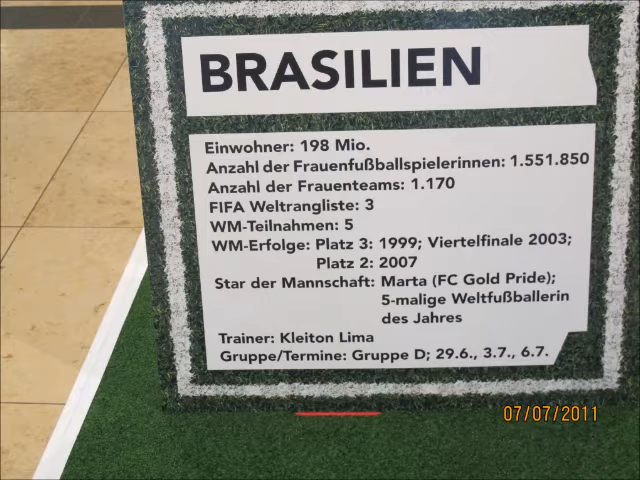 BRASILIEN
Einwohner: 198 Mio.
Anzahl der Frauenfußballspielerinnen: 1.551.850
Anzahl der Frauenteams: 1.170
FIFA Weltrangliste: 3
WM-Teilnahmen: 5
WM-Erfolge: Platz 3: 1999; Viertelfinale 2003;
Platz 2: 2007
Star der Mannschaft: Marta (FC Gold Pride);
5-malige Weltfußballerin
des Jahres
Trainer: Kleiton Lima
Gruppe/Termine: Gruppe D; 29.6., 3.7., 6.7.
07/07/2011